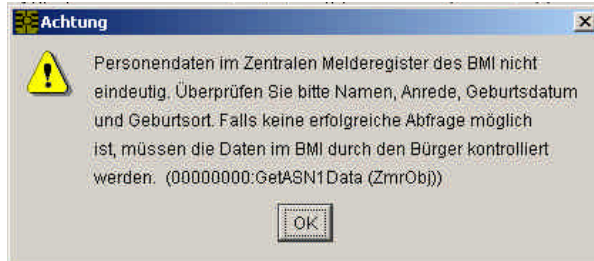 Achtung
Personendaten im Zentralen Melderegister des BMI nicht
eindeutig. Überprüfen Sie bitte Namen, Anrede, Geburtsdatum
und Geburtsort. Falls keine erfolgreiche Abfrage möglich
ist, müssen die Daten im BMI durch den Bürger kontrolliert
werden. (00000000:GetASN1Data (ZmrObj))
OK